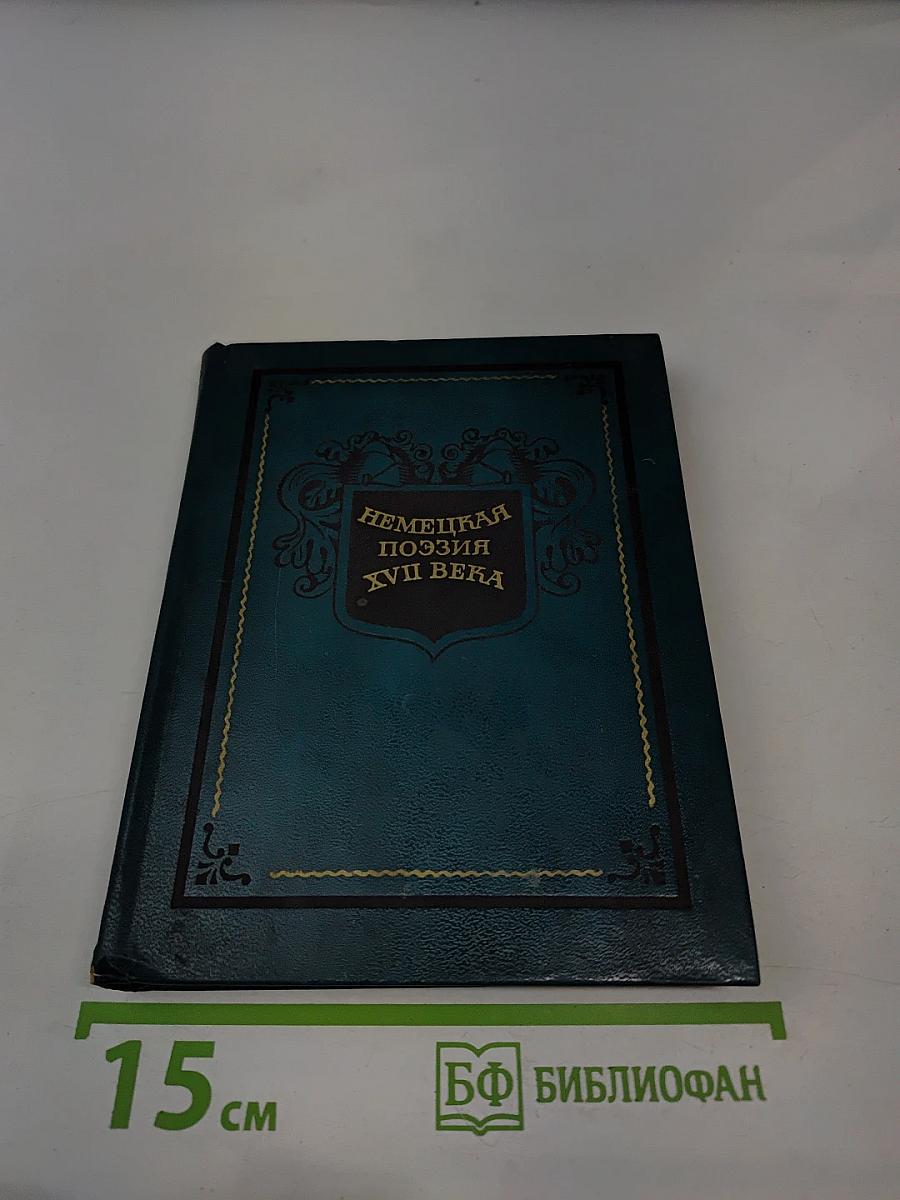 НЕМЕЦКАЯ
ПОЭЗИЯ
XVII ВЕКА
15 см
БФ БИБЛИОФАН